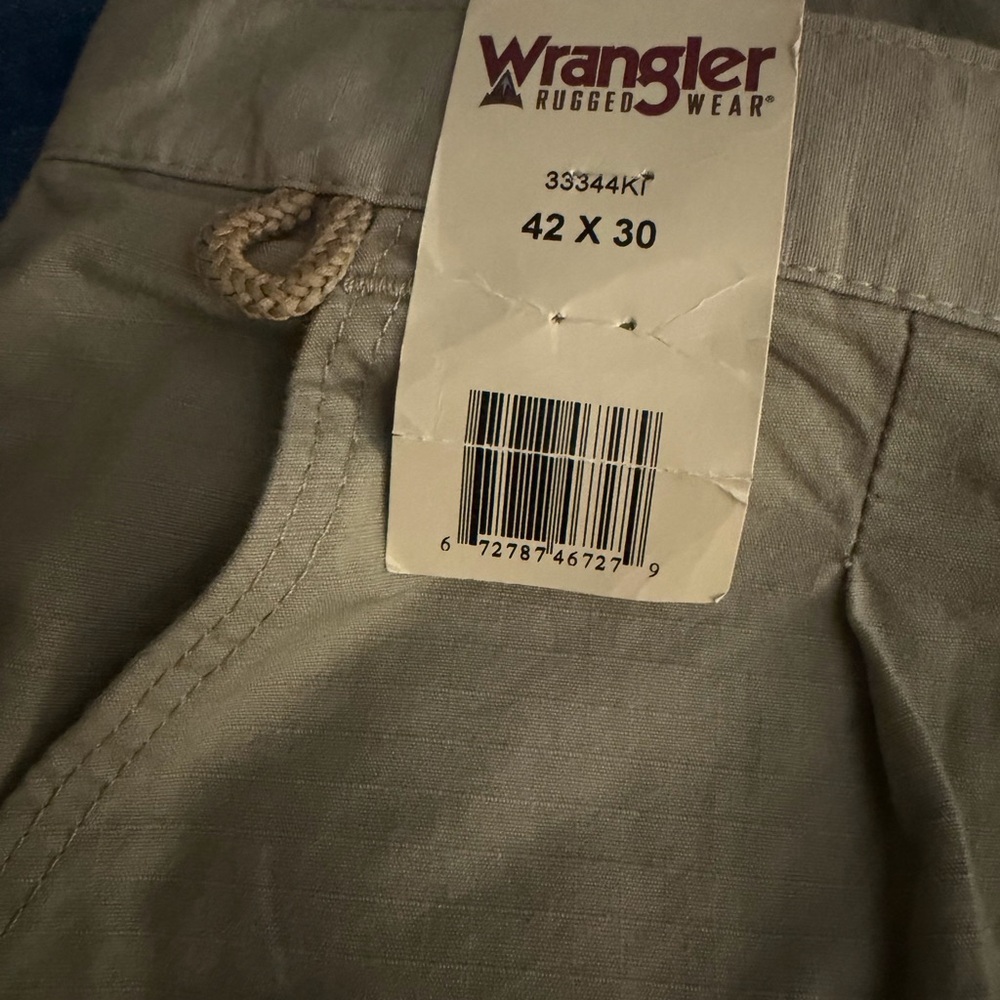 Wrangler
RUGGED WEAR®
33344KI
42 X 30
6 72787 46727 9